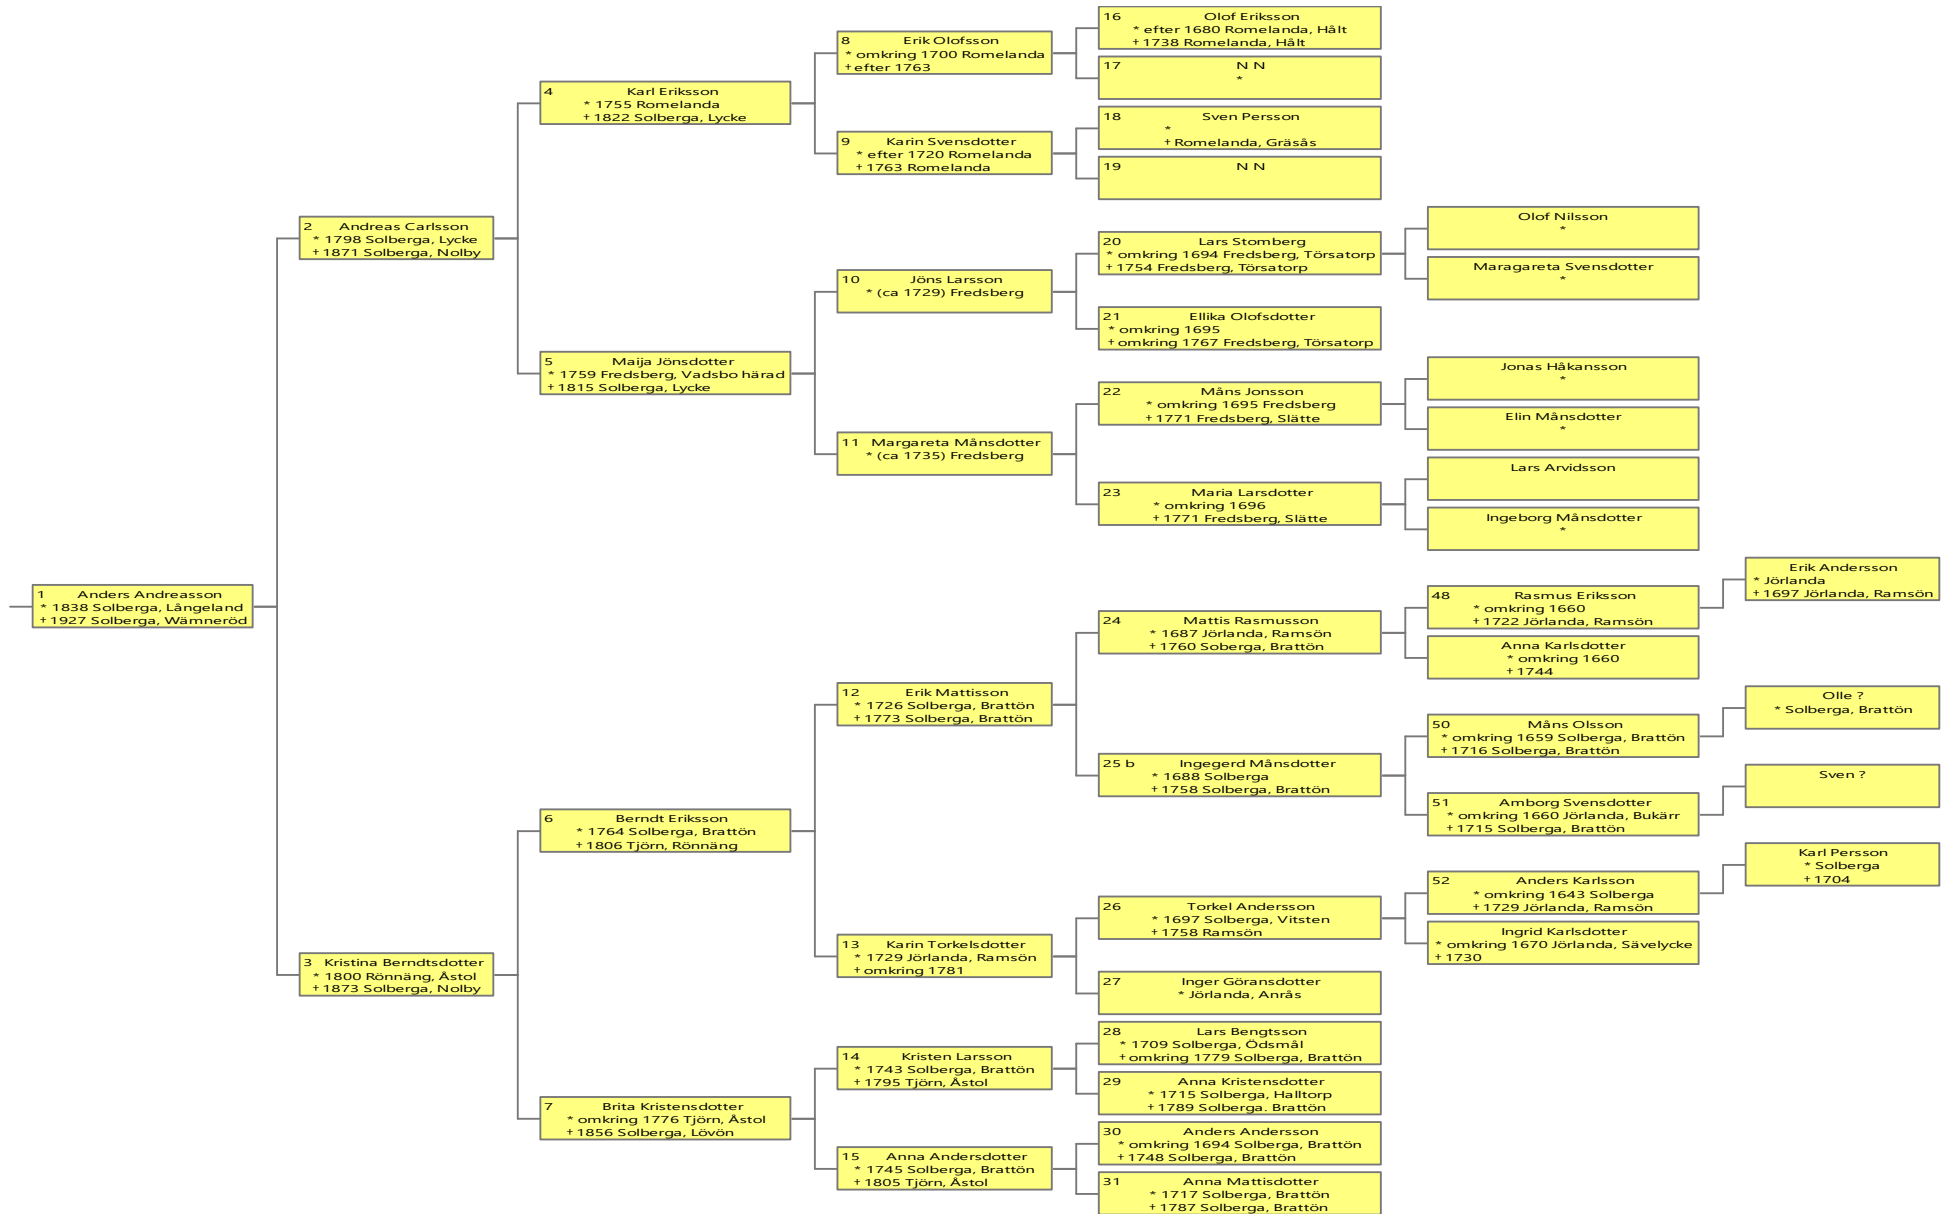 1 Anders Andreasson
* 1838 Solberga, Långeland
+ 1927 Solberga, Wämneröd
2 Andreas Carlsson
* 1798 Solberga, Lycke
+ 1871 Solberga, Nolby
3 Kristina Berndtsdotter
* 1800 Rönnäng, Åstol
+ 1873 Solberga, Nolby
4 Karl Eriksson
* 1755 Romelanda
+ 1822 Solberga, Lycke
5 Maija Jönsdotter
* 1759 Fredsberg, Vadsbo härad
+ 1815 Solberga, Lycke
6 Berndt Eriksson
* 1764 Solberga, Brattön
+ 1806 Tjörn, Rönnäng
7 Brita Kristensdotter
* omkring 1776 Tjörn, Åstol
+ 1856 Solberga, Lövön
8 Erik Olofsson
* omkring 1700 Romelanda
+ efter 1763
9 Karin Svensdotter
* efter 1720 Romelanda
+ 1763 Romelanda
10 Jöns Larsson
* (ca 1729) Fredsberg
11 Margareta Månsdotter
* (ca 1735) Fredsberg
12 Erik Mattisson
* 1726 Solberga, Brattön
+ 1773 Solberga, Brattön
13 Karin Torkelsdotter
* 1729 Jörlanda, Ramsön
+ omkring 1781
14 Kristen Larsson
* 1743 Solberga, Brattön
+ 1795 Tjörn, Åstol
15 Anna Andersdotter
* 1745 Solberga, Brattön
+ 1805 Tjörn, Åstol
16 Olof Eriksson
* efter 1680 Romelanda, Hålt
+ 1738 Romelanda, Hålt
17 N N
*
18 Sven Persson
*
+ Romelanda, Gräsås
19 N N
20 Lars Stomberg
* omkring 1694 Fredsberg, Törsatorp
+ 1754 Fredsberg, Törsatorp
21 Ellika Olofsdotter
* omkring 1695
+ omkring 1767 Fredsberg, Törsatorp
22 Måns Jonsson
* omkring 1695 Fredsberg
+ 1771 Fredsberg, Slätte
23 Maria Larsdotter
* omkring 1696
+ 1771 Fredsberg, Slätte
24 Mattis Rasmusson
* 1687 Jörlanda, Ramsön
+ 1760 Soberga, Brattön
25 b Ingegerd Månsdotter
* 1688 Solberga
+ 1758 Solberga, Brattön
26 Torkel Andersson
* 1697 Solberga, Vitsten
+ 1758 Ramsön
27 Inger Göransdotter
* Jörlanda, Anrås
28 Lars Bengtsson
* 1709 Solberga, Ödsmål
+ omkring 1779 Solberga, Brattön
29 Anna Kristensdotter
* 1715 Solberga, Halltorp
+ 1789 Solberga. Brattön
30 Anders Andersson
* omkring 1694 Solberga, Brattön
+ 1748 Solberga, Brattön
31 Anna Mattisdotter
* 1717 Solberga, Brattön
+ 1787 Solberga, Brattön
Olof Nilsson
*
Maragareta Svensdotter
*
Jonas Håkansson
*
Elin Månsdotter
*
Lars Arvidsson
Ingeborg Månsdotter
*
48 Rasmus Eriksson
* omkring 1660
+ 1722 Jörlanda, Ramsön
Anna Karlsdotter
* omkring 1660
+ 1744
50 Måns Olsson
* omkring 1659 Solberga, Brattön
+ 1716 Solberga, Brattön
51 Amborg Svensdotter
* omkring 1660 Jörlanda, Bukärr
+ 1715 Solberga, Brattön
52 Anders Karlsson
* omkring 1643 Solberga
+ 1729 Jörlanda, Ramsön
Ingrid Karlsdotter
* omkring 1670 Jörlanda, Sävelycke
+ 1730
Erik Andersson
* Jörlanda
+ 1697 Jörlanda, Ramsön
Olle ?
* Solberga, Brattön
Sven ?
Karl Persson
* Solberga
+ 1704